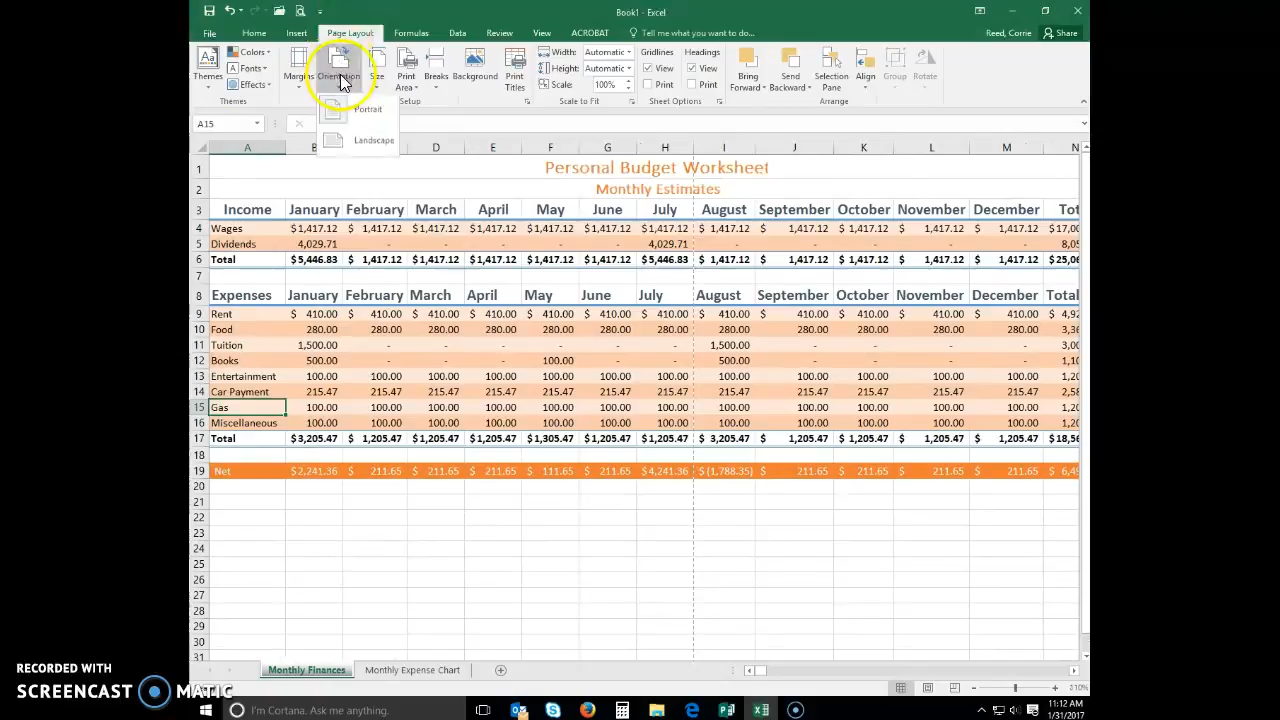 Book1 - Excel
File Home Insert Page Layout Formulas Data Review View ACROBAT Tell me what you want to do... Reed, Corrie Share
Themes Colors Fonts Effects Margins Orientation Size Print Area Breaks Background Print Titles Width: Automatic Height: Automatic Scale: 100% Gridlines View Print Headings View Print Bring Forward Send Backward Selection Pane Align Group Rotate
Themes Setup Scale to Fit Sheet Options Arrange
Portrait
Landscape
A15
A B C D E F G H I J K L M N
1 Personal Budget Worksheet
2 Monthly Estimates
3 Income January February March April May June July August September October November December Tot
4 Wages $1,417.12 $ 1,417.12 $1,417.12 $1,417.12 $1,417.12 $1,417.12 $1,417.12 $ 1,417.12 $ 1,417.12 $ 1,417.12 $ 1,417.12 $ 1,417.12 $17,00
5 Dividends 4,029.71 - - - - - 4,029.71 - - - - - 8,05
6 Total $5,446.83 $ 1,417.12 $1,417.12 $1,417.12 $1,417.12 $1,417.12 $5,446.83 $ 1,417.12 $ 1,417.12 $ 1,417.12 $ 1,417.12 $ 1,417.12 $25,06
7
8 Expenses January February March April May June July August September October November December Total
9 Rent $ 410.00 $ 410.00 $ 410.00 $ 410.00 $ 410.00 $ 410.00 $ 410.00 $ 410.00 $ 410.00 $ 410.00 $ 410.00 $ 410.00 $ 4,92
10 Food 280.00 280.00 280.00 280.00 280.00 280.00 280.00 280.00 280.00 280.00 280.00 280.00 3,36
11 Tuition 1,500.00 - - - - - - 1,500.00 - - - - 3,00
12 Books 500.00 - - - 100.00 - - 500.00 - - - - 1,10
13 Entertainment 100.00 100.00 100.00 100.00 100.00 100.00 100.00 100.00 100.00 100.00 100.00 100.00 1,20
14 Car Payment 215.47 215.47 215.47 215.47 215.47 215.47 215.47 215.47 215.47 215.47 215.47 215.47 2,58
15 Gas 100.00 100.00 100.00 100.00 100.00 100.00 100.00 100.00 100.00 100.00 100.00 100.00 1,20
16 Miscellaneous 100.00 100.00 100.00 100.00 100.00 100.00 100.00 100.00 100.00 100.00 100.00 100.00 1,20
17 Total $3,205.47 $ 1,205.47 $1,205.47 $1,205.47 $1,305.47 $1,205.47 $1,205.47 $ 3,205.47 $ 1,205.47 $ 1,205.47 $ 1,205.47 $ 1,205.47 $18,56
18
19 Net $2,241.36 $ 211.65 $ 211.65 $ 211.65 $ 111.65 $ 211.65 $4,241.36 $(1,788.35) $ 211.65 $ 211.65 $ 211.65 $ 211.65 $ 6,49
20
21
22
23
24
25
26
27
28
29
30
31
Monthly Finances Monthly Expense Chart
RECORDED WITH
SCREENCAST MATIC
I'm Cortana. Ask me anything.
11:12 AM
1/31/2017